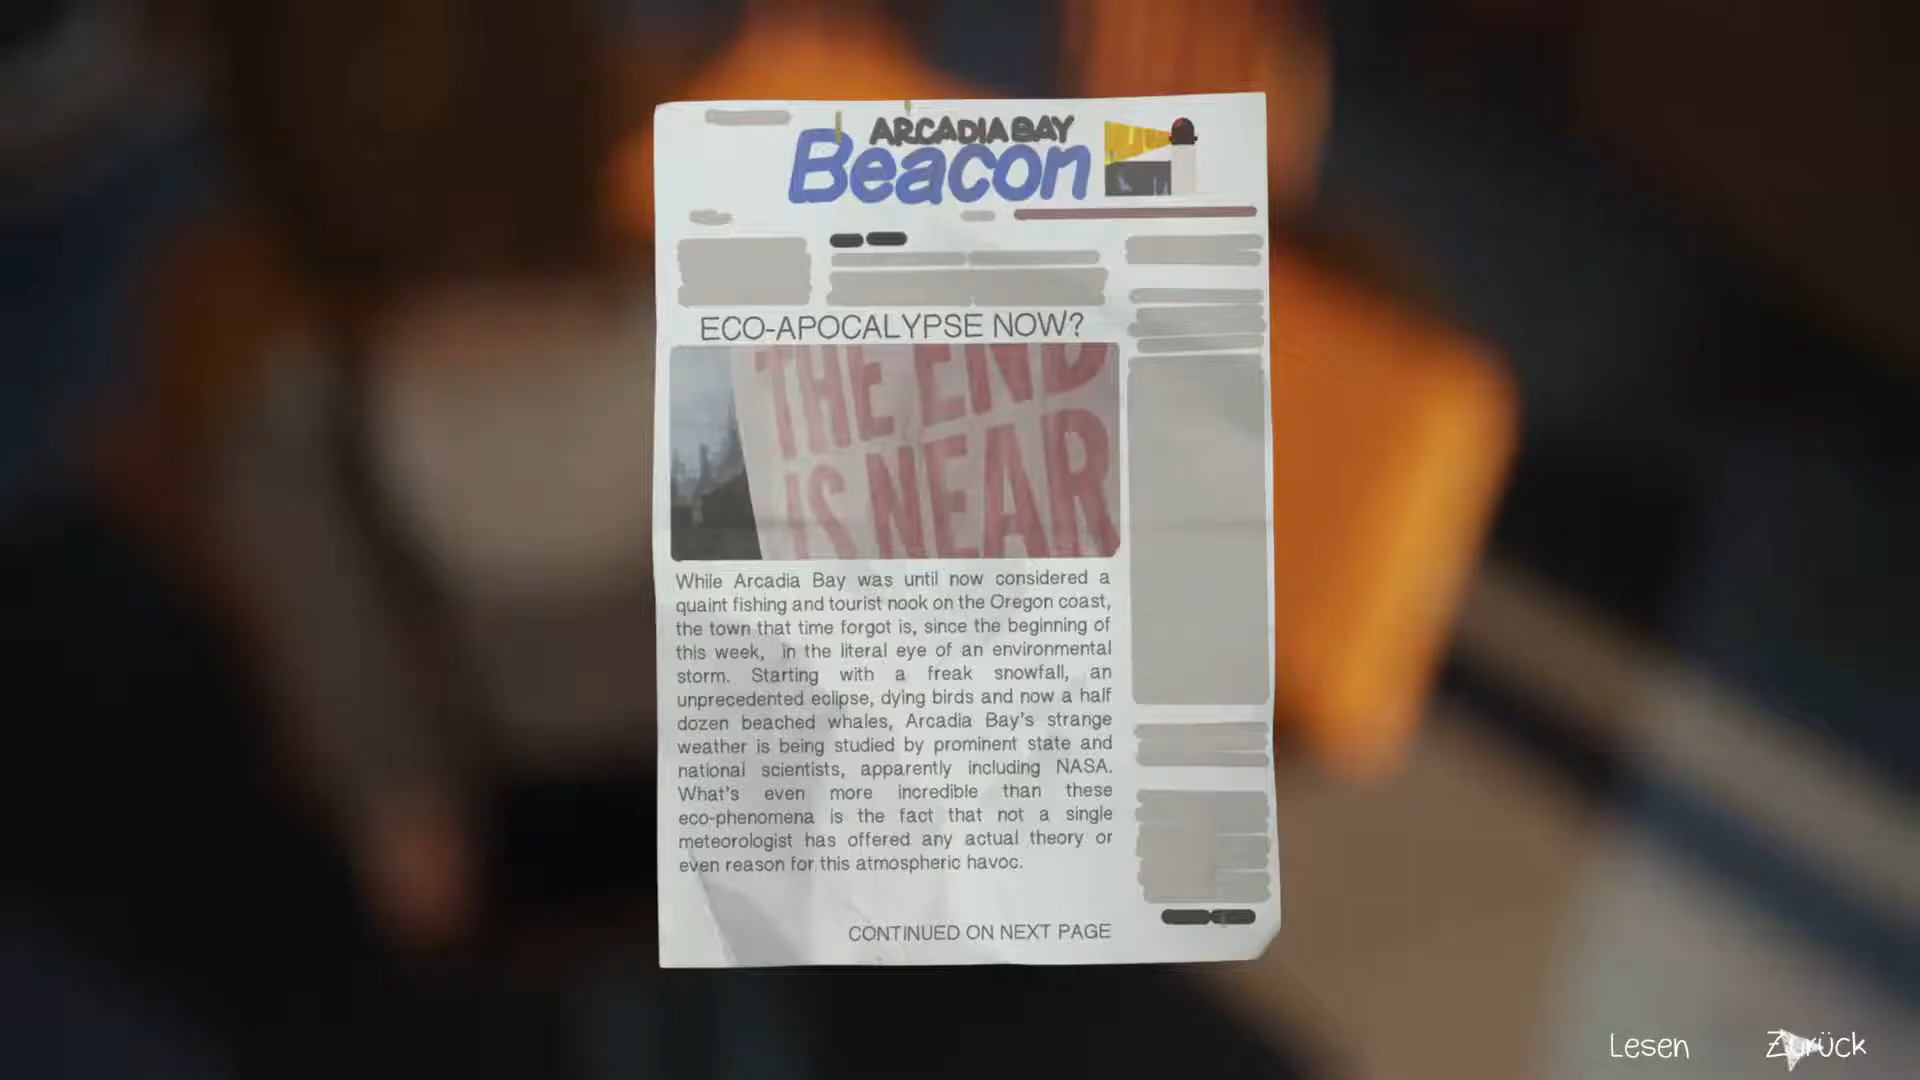 ARCADIA BAY
Beacon
ECO-APOCALYPSE NOW?
THE END
IS NEAR
While Arcadia Bay was until now considered a
quaint fishing and tourist nook on the Oregon coast,
the town that time forgot is, since the beginning of
this week, in the literal eye of an environmental
storm. Starting with a freak snowfall, an
unprecedented eclipse, dying birds and now a half
dozen beached whales, Arcadia Bay's strange
weather is being studied by prominent state and
national scientists, apparently including NASA.
What's even more incredible than these
eco-phenomena is the fact that not a single
meteorologist has offered any actual theory or
even reason for this atmospheric havoc.
CONTINUED ON NEXT PAGE
Lesen Zurück